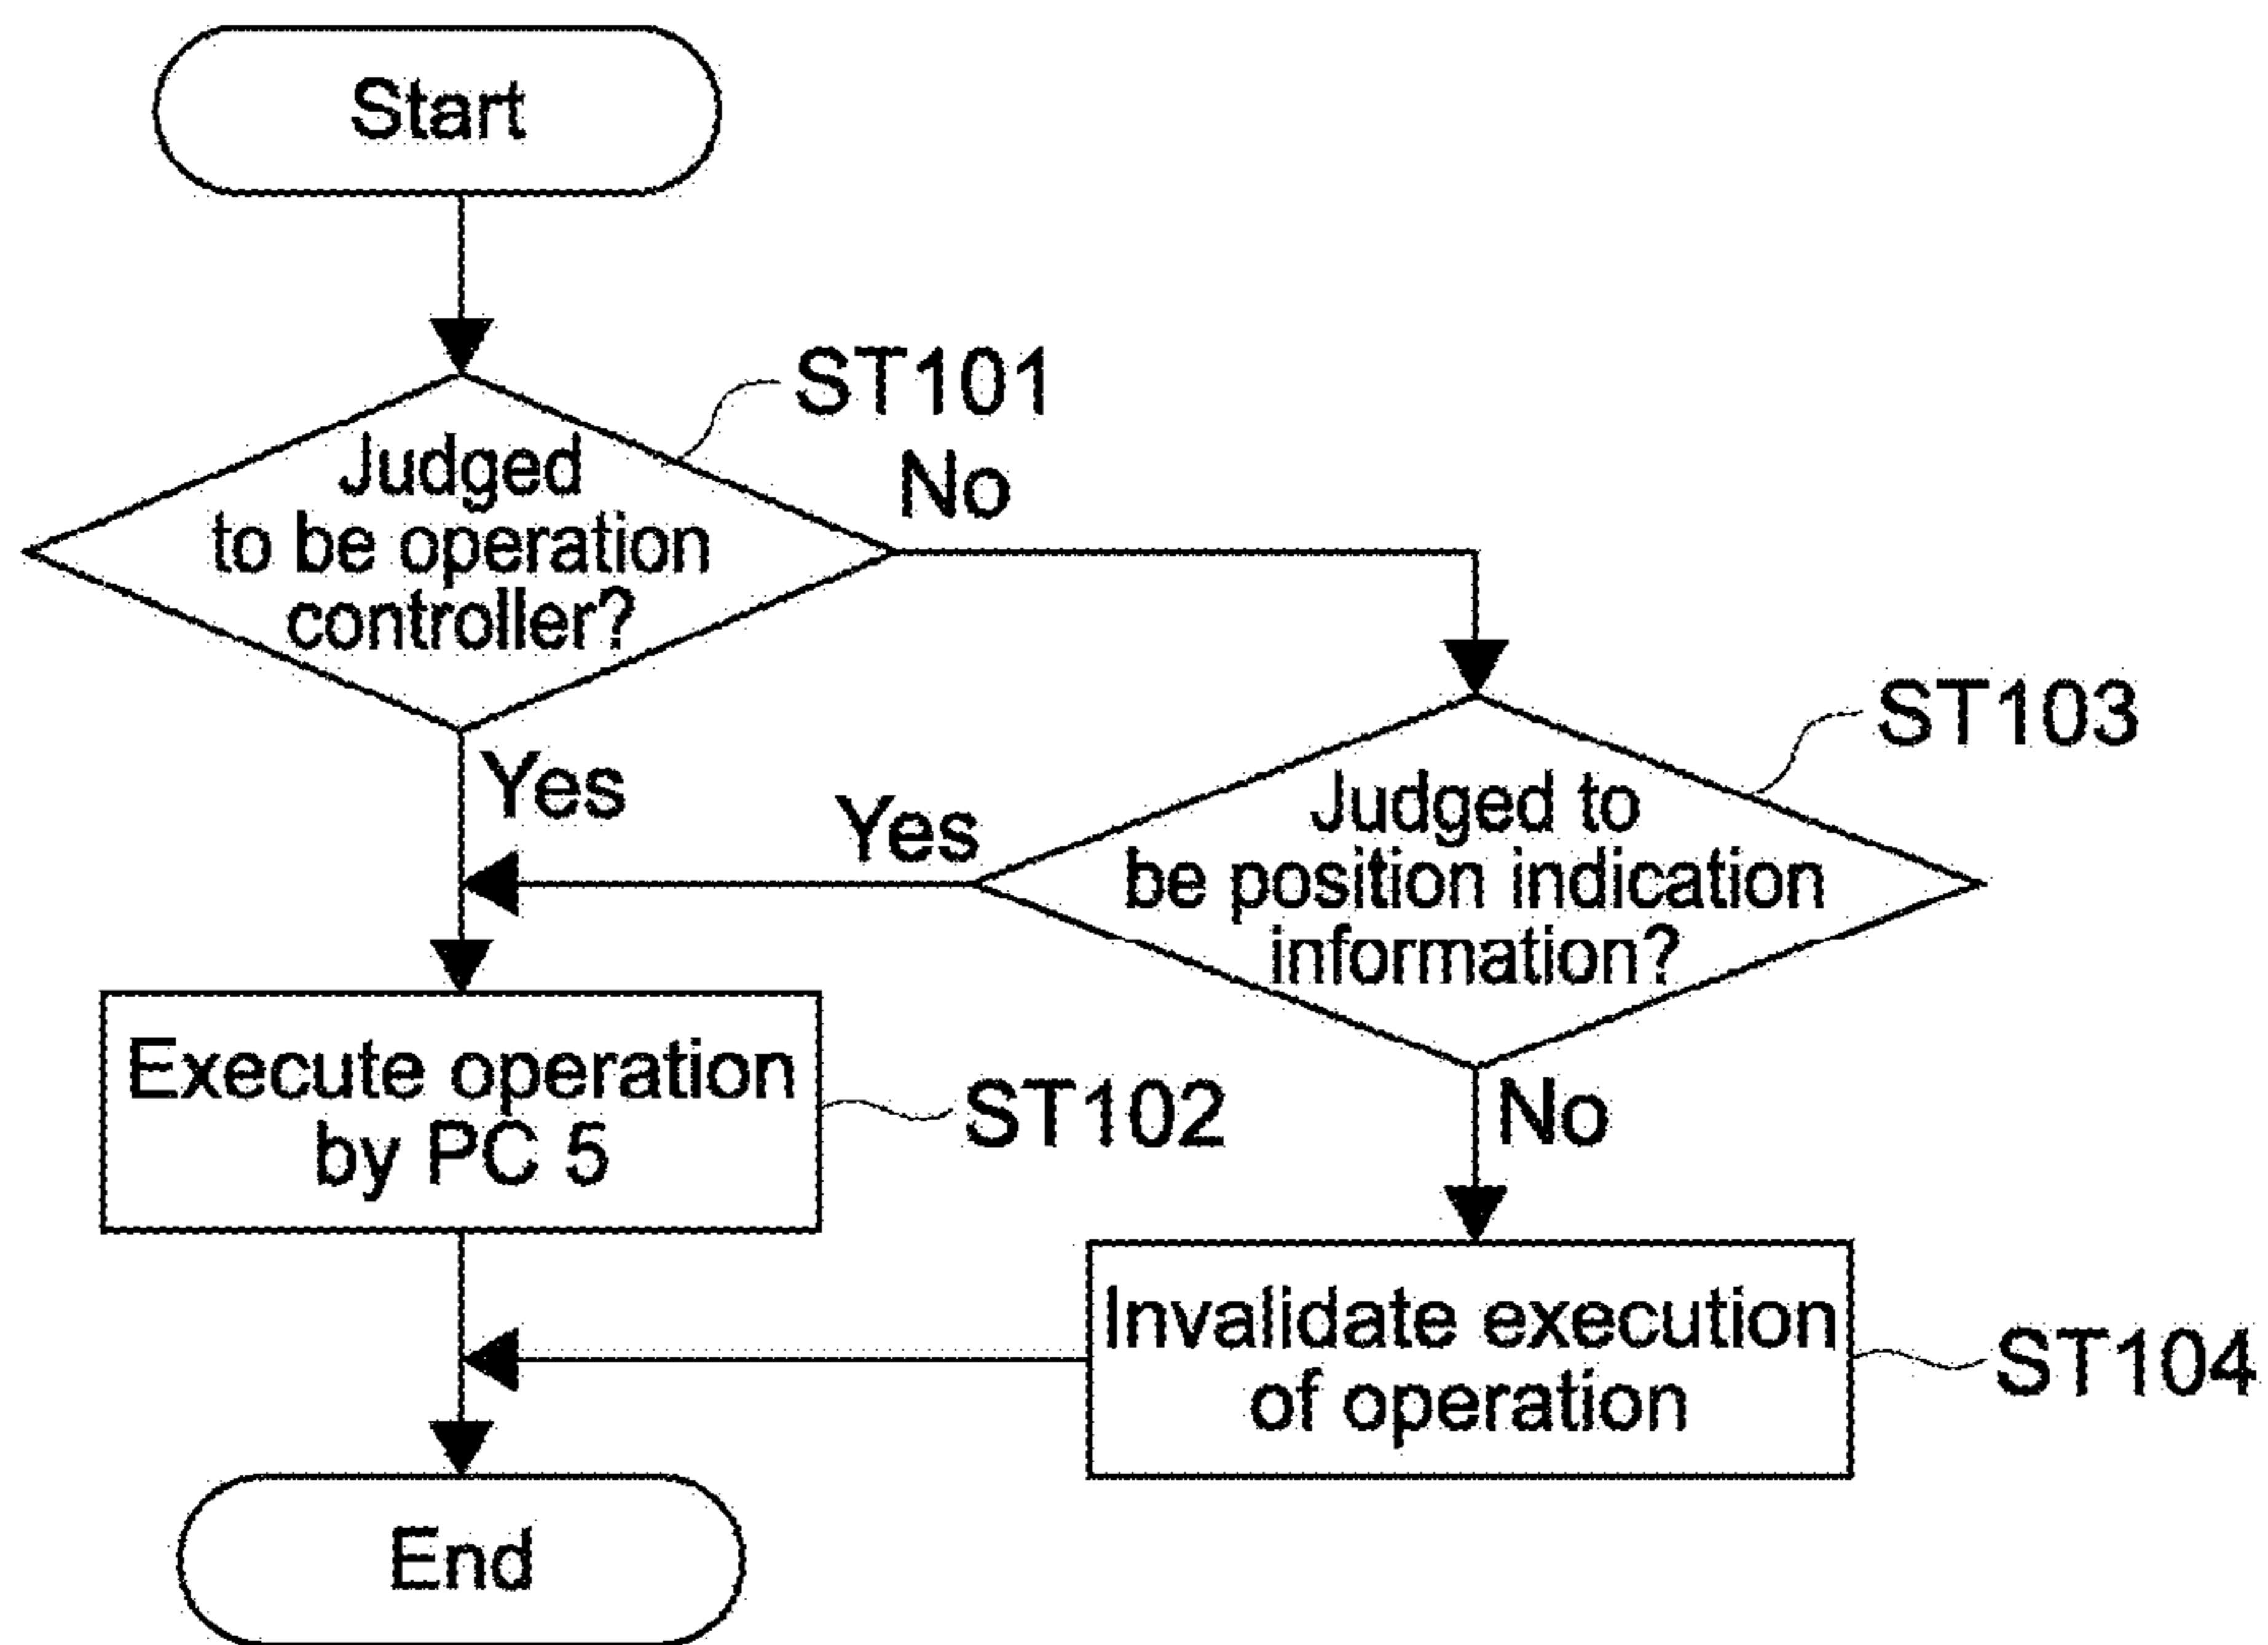 Start
ST101
Judged
to be operation
controller?
No
Yes
ST103
Judged to
be position indication
information?
Yes
No
Execute operation
by PC 5
ST102
Invalidate execution
of operation
ST104
End